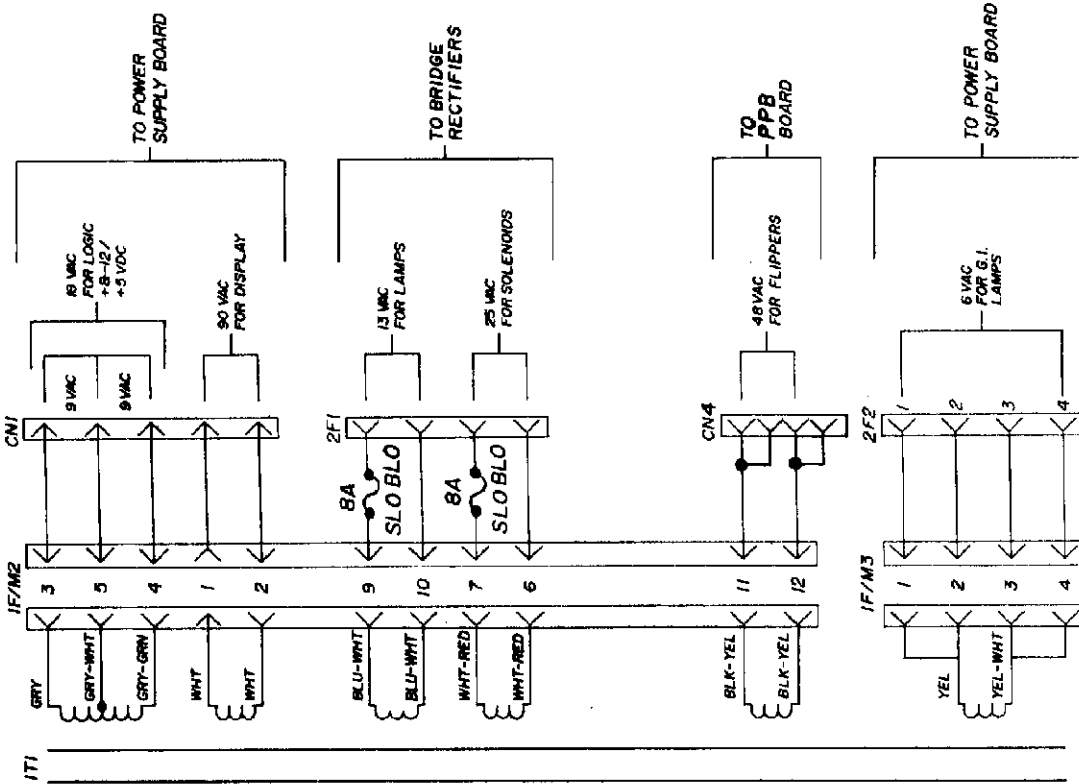 TO POWER
SUPPLY BOARD
18 VAC
FOR LOGIC
+8-12/
+5 VDC
9 VAC
9 VAC
90 VAC
FOR DISPLAY
CN1
1F/M2
3
5
4
1
2
GRY
GRY-WHT
GRY-GRN
WHT
WHT
TO BRIDGE
RECTIFIERS
13 VAC
FOR LAMPS
25 VAC
FOR SOLENOIDS
2F1
8A
SLO BLO
8A
SLO BLO
9
10
7
6
BLU-WHT
BLU-WHT
WHT-RED
WHT-RED
TO
PPB
BOARD
48VAC
FOR FLIPPERS
CN4
11
12
BLK-YEL
BLK-YEL
TO POWER
SUPPLY BOARD
6 VAC
FOR G.I.
LAMPS
2F2
1
2
3
4
1F/M3
1
2
3
4
YEL
YEL-WHT
1T1